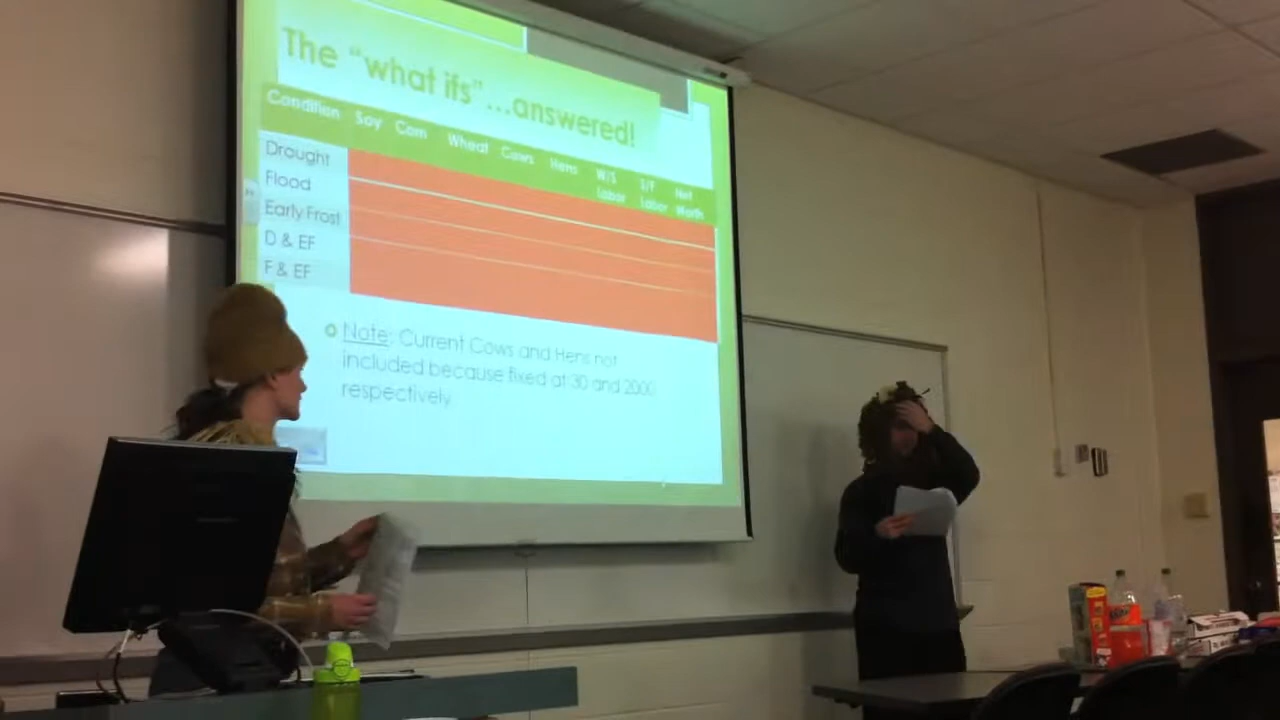 The "what ifs"...answered!
Condition Soy Corn Wheat Cows Hens W/S Labor S/F Labor Net Worth
Drought
Flood
Early Frost
D & EF
F & EF
Note: Current Cows and Hens not
included because fixed at 30 and 2000
respectively